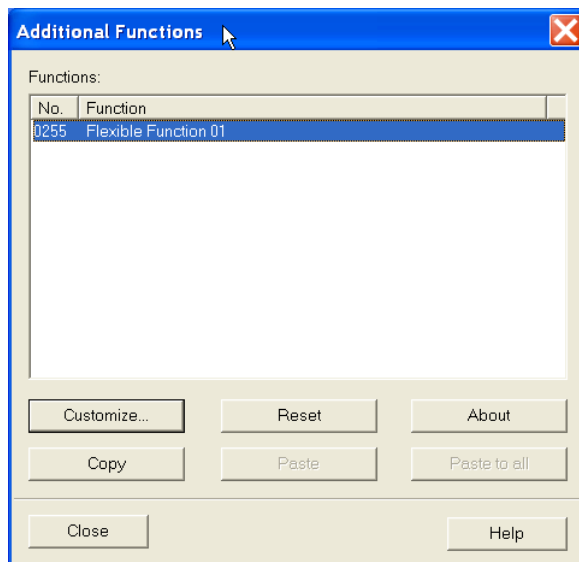 Additional Functions
Functions:
No. Function
0255 Flexible Function 01
Customize... Reset About
Copy Paste Paste to all
Close Help